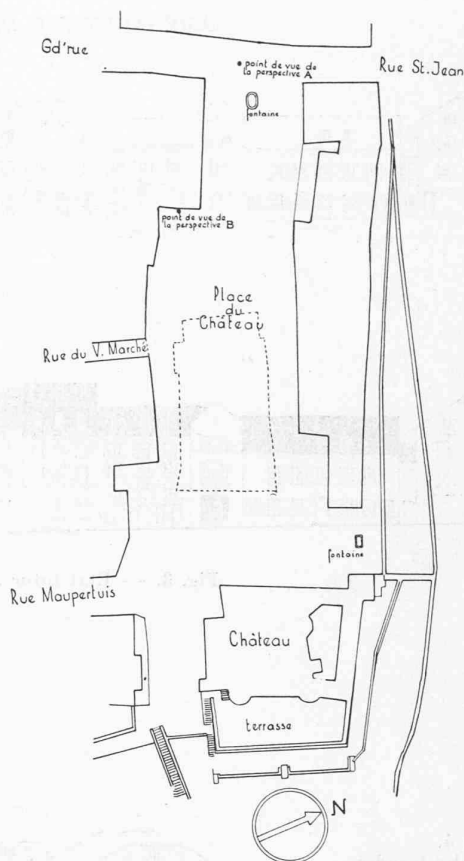 Gd'rue
point de vue de
la perspective A
Rue St. Jean
fontaine
point de vue de
la perspective B
Place
du
Château
Rue du V. Marché
fontaine
Rue Maupertuis
Château
terrasse
N